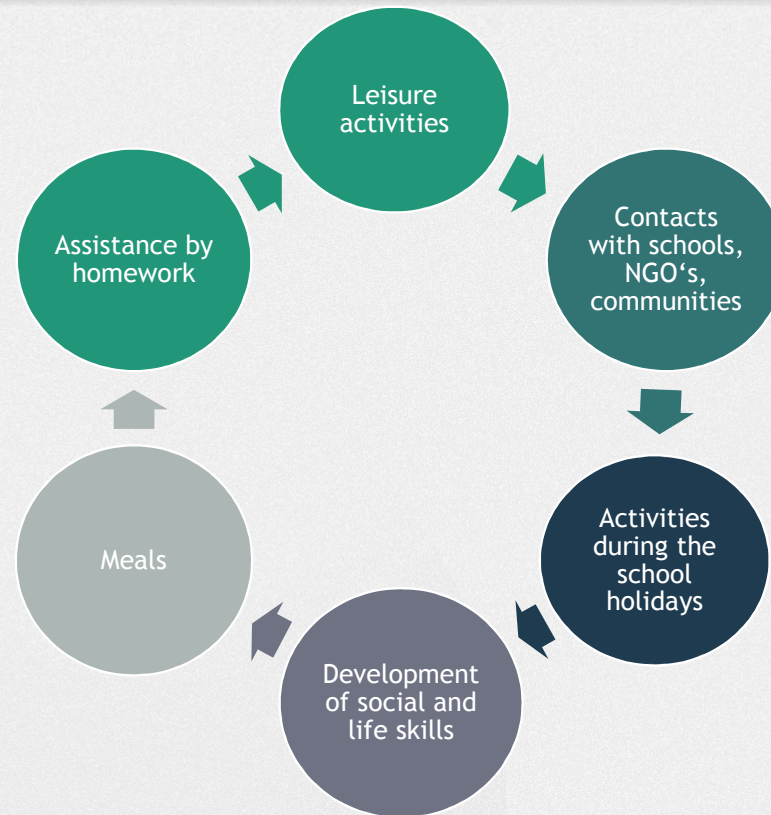 Leisure
activities
Contacts
with schools,
NGO‘s,
communities
Activities
during the
school
holidays
Development
of social and
life skills
Meals
Assistance by
homework